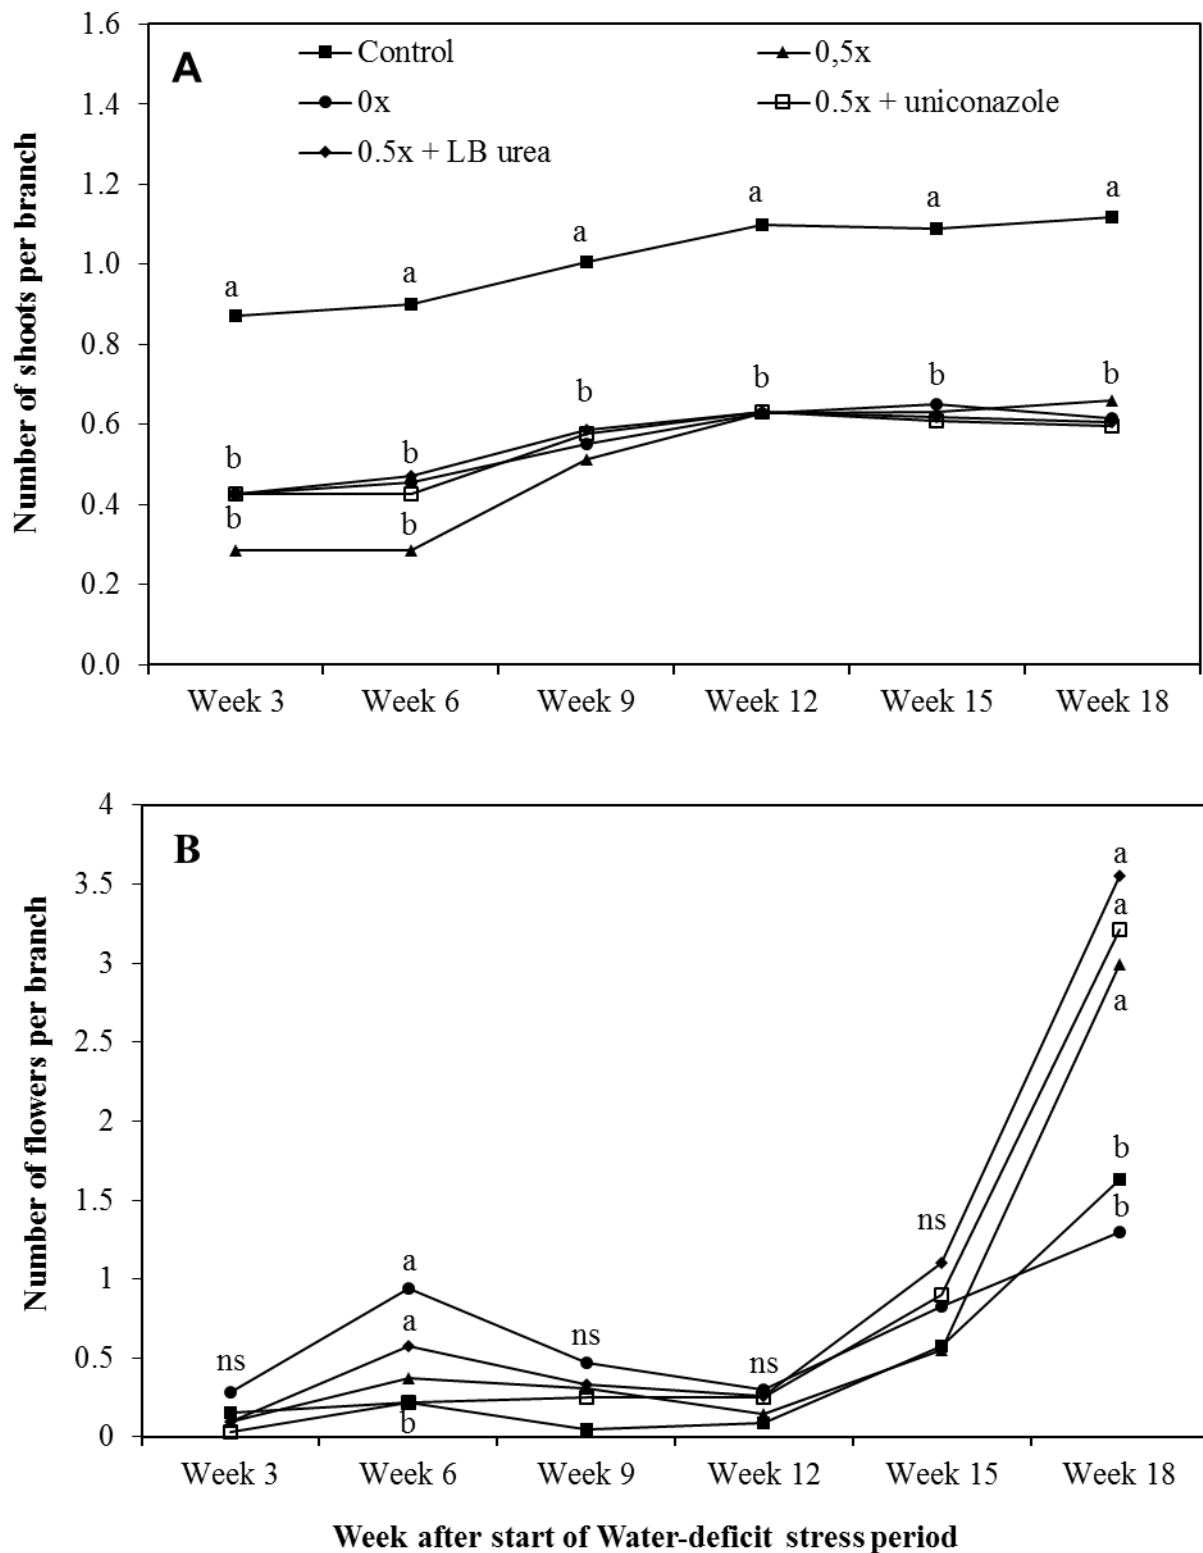 1.6
A
Control
0,5x
1.4
0x
0.5x + uniconazole
0.5x + LB urea
1.2
a a a a a a
1.0
0.8
b b b b
0.6
b b
0.4
b b
0.2
0.0
Number of shoots per branch
Week 3 Week 6 Week 9 Week 12 Week 15 Week 18
4
B
a
3.5
a
3
a
2.5
2
b
1.5
ns b
a
1
a
ns ns ns
0.5
b
0
Number of flowers per branch
Week 3 Week 6 Week 9 Week 12 Week 15 Week 18
Week after start of Water-deficit stress period